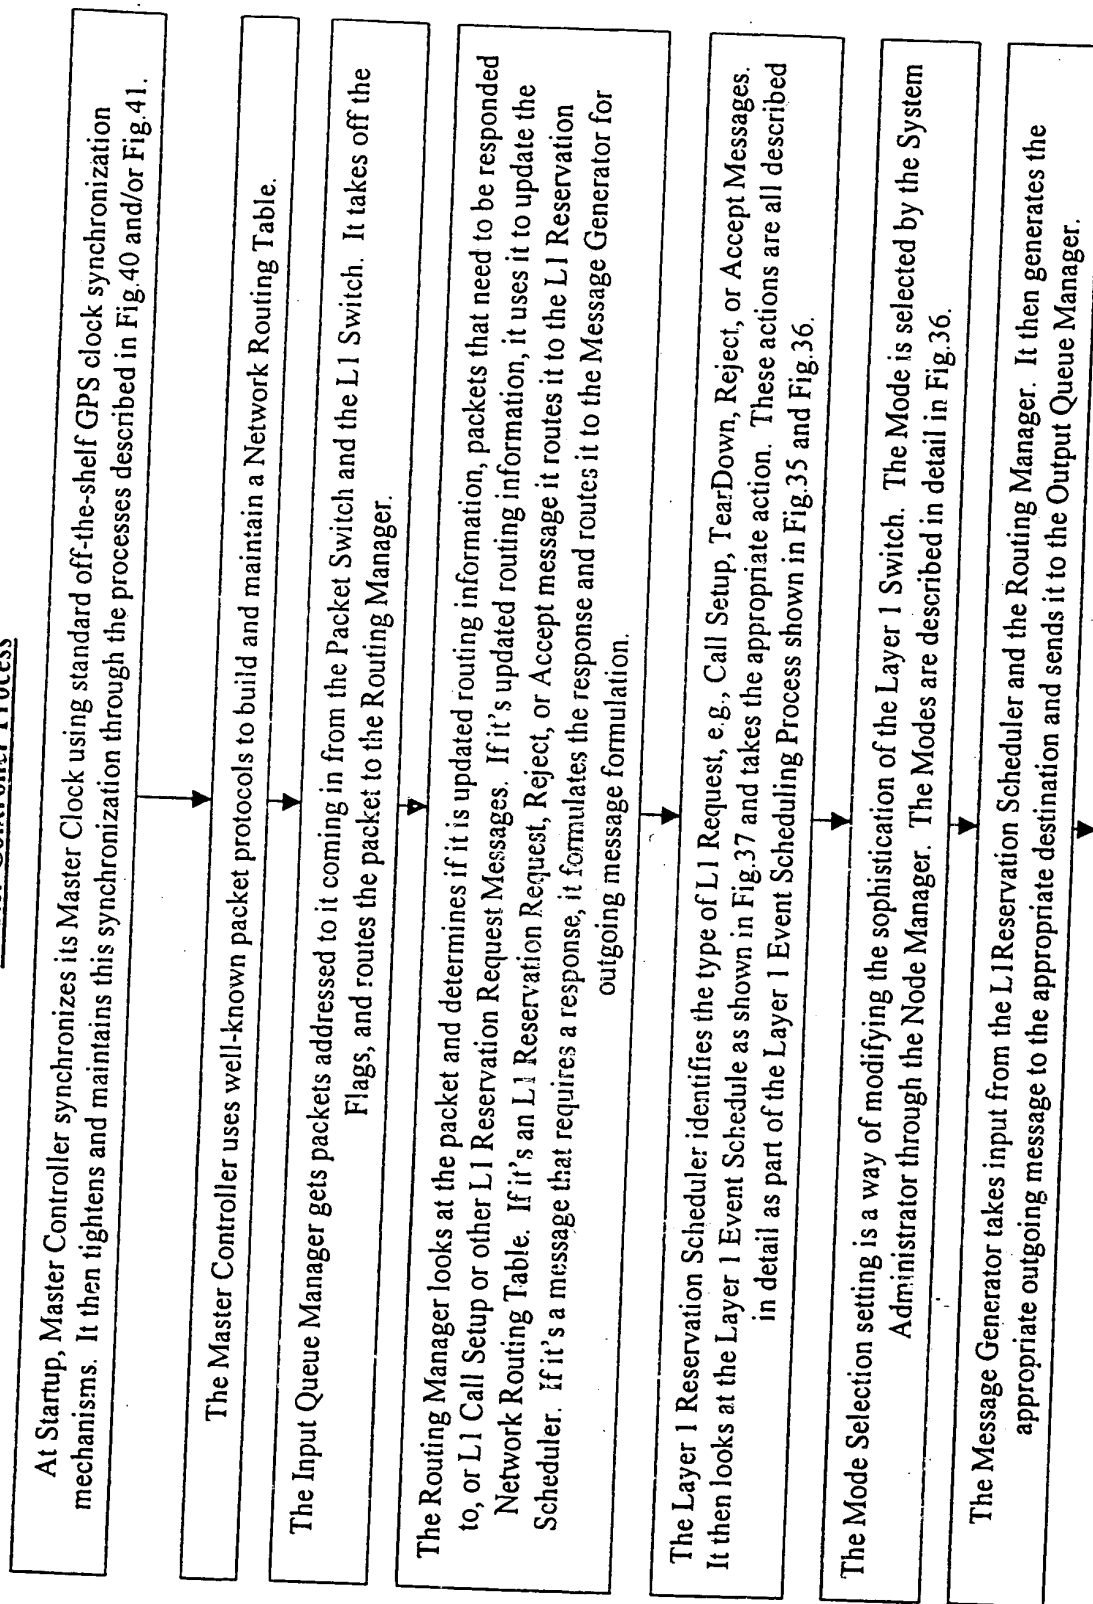 Controller Process
At Startup, Master Controller synchronizes its Master Clock using standard off-the-shelf GPS clock synchronization
mechanisms. It then tightens and maintains this synchronization through the processes described in Fig.40 and/or Fig.41.
The Master Controller uses well-known packet protocols to build and maintain a Network Routing Table.
The Input Queue Manager gets packets addressed to it coming in from the Packet Switch and the L1 Switch. It takes off the
Flags, and routes the packet to the Routing Manager.
The Routing Manager looks at the packet and determines if it is updated routing information, packets that need to be responded
to, or L1 Call Setup or other L1 Reservation Request Messages. If it's updated routing information, it uses it to update the
Network Routing Table. If it's an L1 Reservation Request, Reject, or Accept message it routes it to the L1 Reservation
Scheduler. If it's a message that requires a response, it formulates the response and routes it to the Message Generator for
outgoing message formulation.
The Layer 1 Reservation Scheduler identifies the type of L1 Request, e.g., Call Setup, TearDown, Reject, or Accept Messages.
It then looks at the Layer 1 Event Schedule as shown in Fig.37 and takes the appropriate action. These actions are all described
in detail as part of the Layer 1 Event Scheduling Process shown in Fig.35 and Fig.36.
The Mode Selection setting is a way of modifying the sophistication of the Layer 1 Switch. The Mode is selected by the System
Administrator through the Node Manager. The Modes are described in detail in Fig.36.
The Message Generator takes input from the L1Reservation Scheduler and the Routing Manager. It then generates the
appropriate outgoing message to the appropriate destination and sends it to the Output Queue Manager.